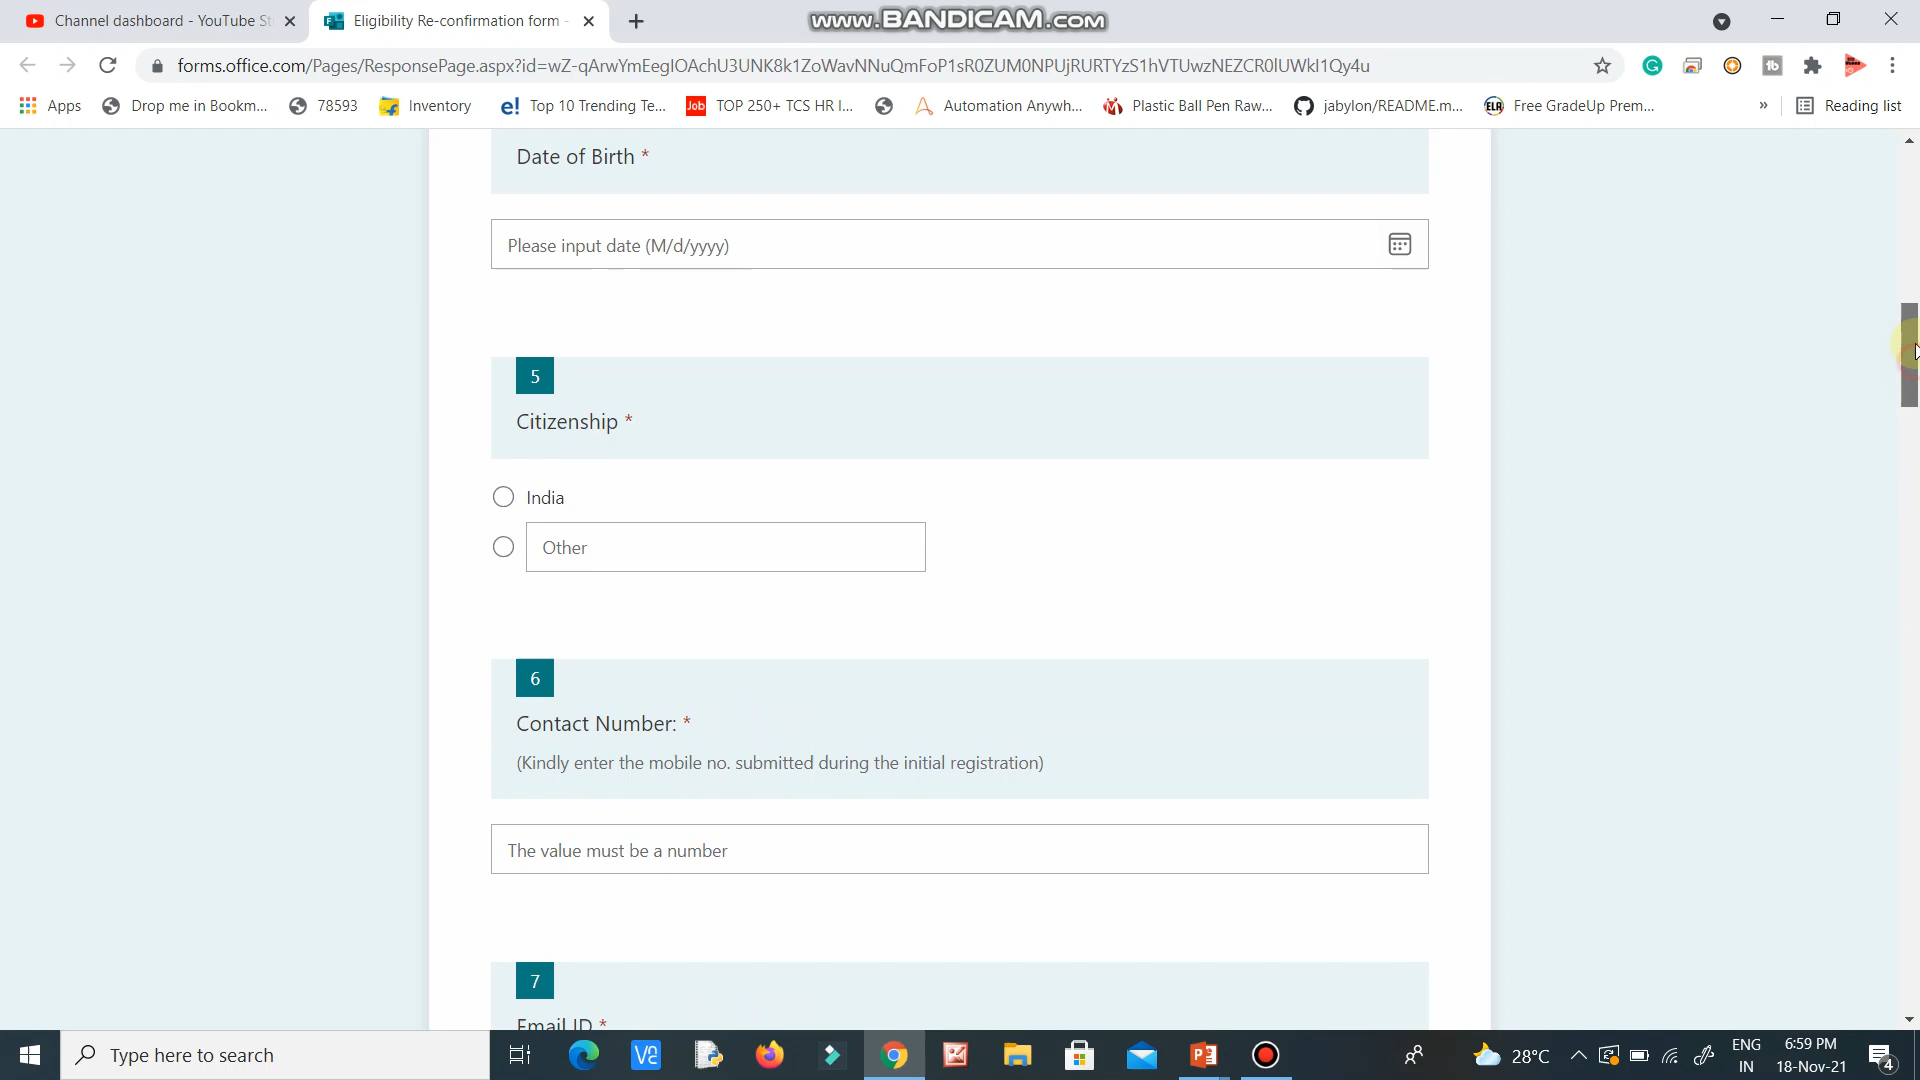 Channel dashboard - YouTube St
Eligibility Re-confirmation form -
www.BANDICAM.com
forms.office.com/Pages/ResponsePage.aspx?id=wZ-qArwYmEeglOAchU3UNK8k1ZoWavNNuQmFoP1sR0ZUM0NPUjRURTYzS1hVTUwzNEZCR0lUWkI1Qy4u
Apps
Drop me in Bookm...
78593
Inventory
e! Top 10 Trending Te...
Job TOP 250+ TCS HR I...
Automation Anywh...
Plastic Ball Pen Raw...
jabylon/README.m...
ELR Free GradeUp Prem...
»
Reading list
Date of Birth *
Please input date (M/d/yyyy)
5
Citizenship *
India
Other
6
Contact Number: *
(Kindly enter the mobile no. submitted during the initial registration)
The value must be a number
7
Email ID *
Type here to search
28°C
ENG
IN
6:59 PM
18-Nov-21
4